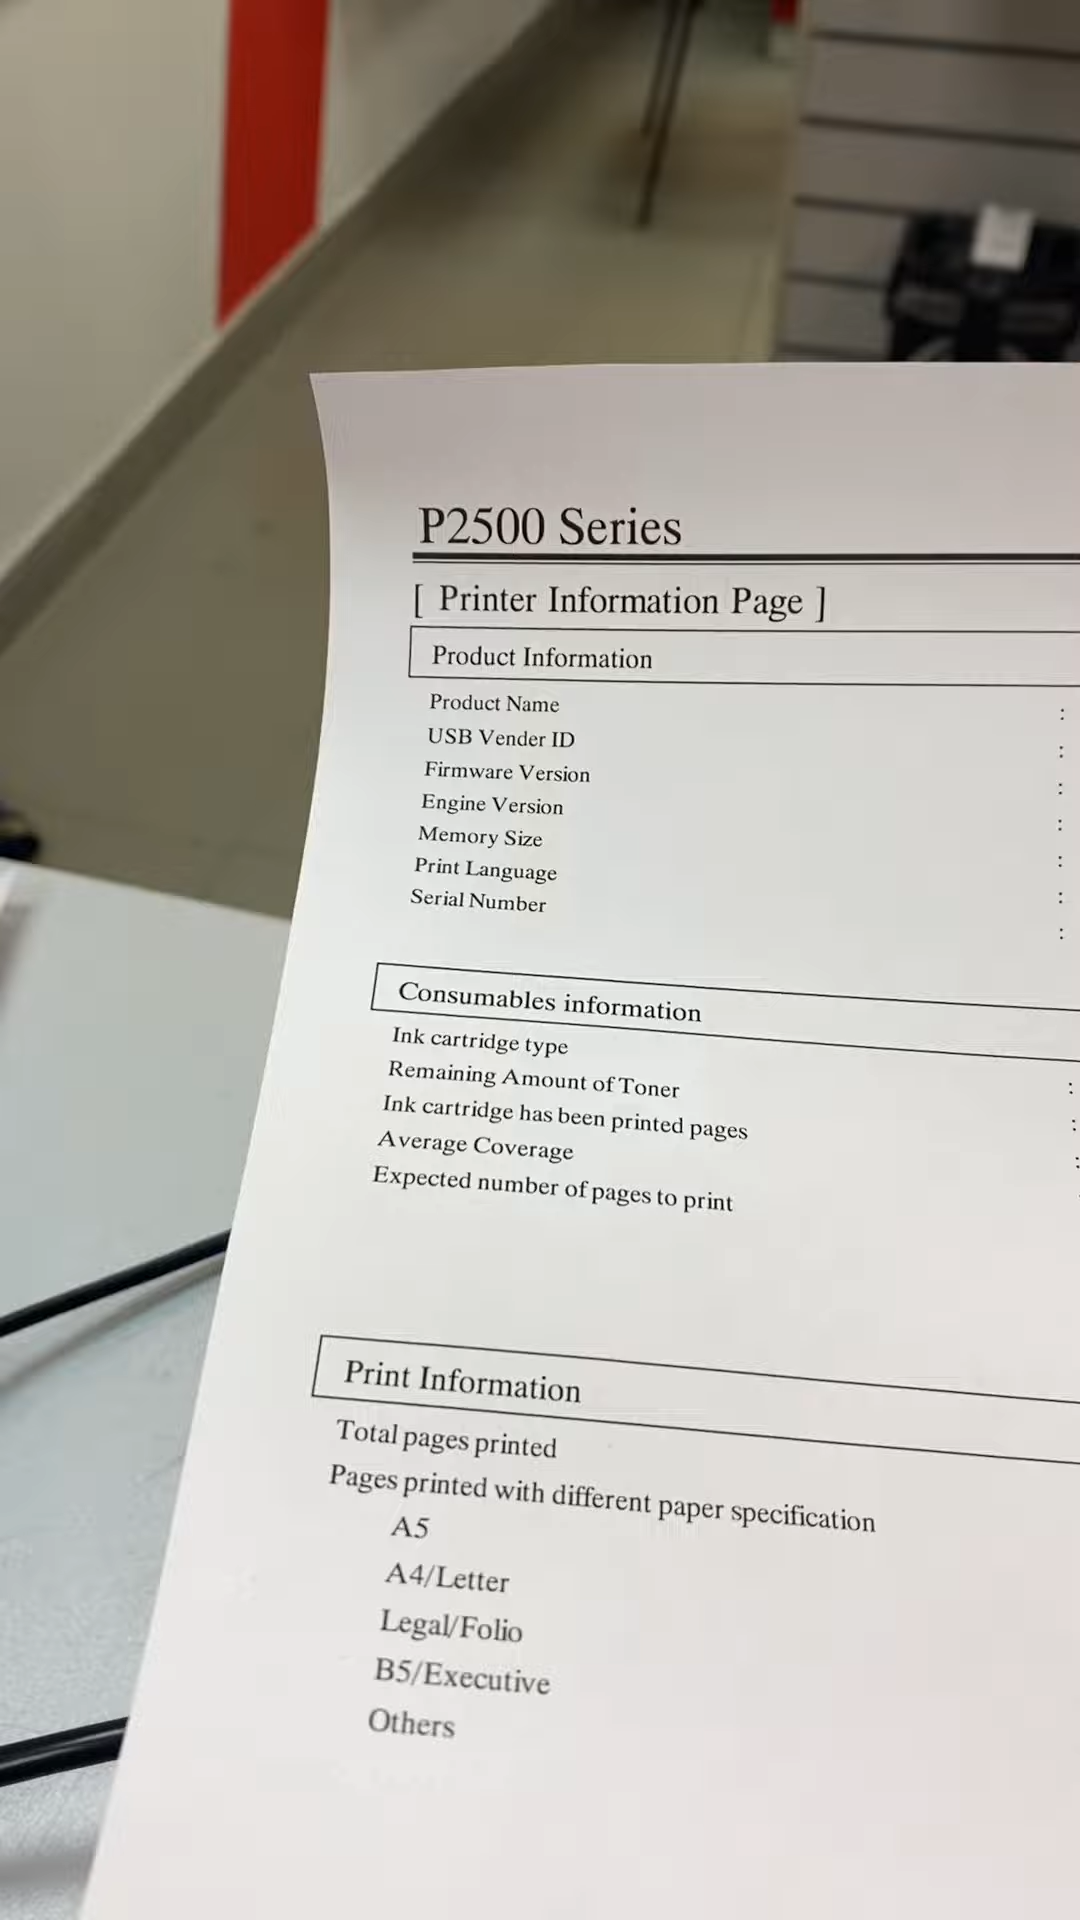 P2500 Series
[ Printer Information Page ]
Product Information
Product Name :
USB Vender ID :
Firmware Version :
Engine Version :
Memory Size :
Print Language :
Serial Number :
Consumables information
Ink cartridge type :
Remaining Amount of Toner :
Ink cartridge has been printed pages :
Average Coverage
Expected number of pages to print
Print Information
Total pages printed
Pages printed with different paper specification
A5
A4/Letter
Legal/Folio
B5/Executive
Others